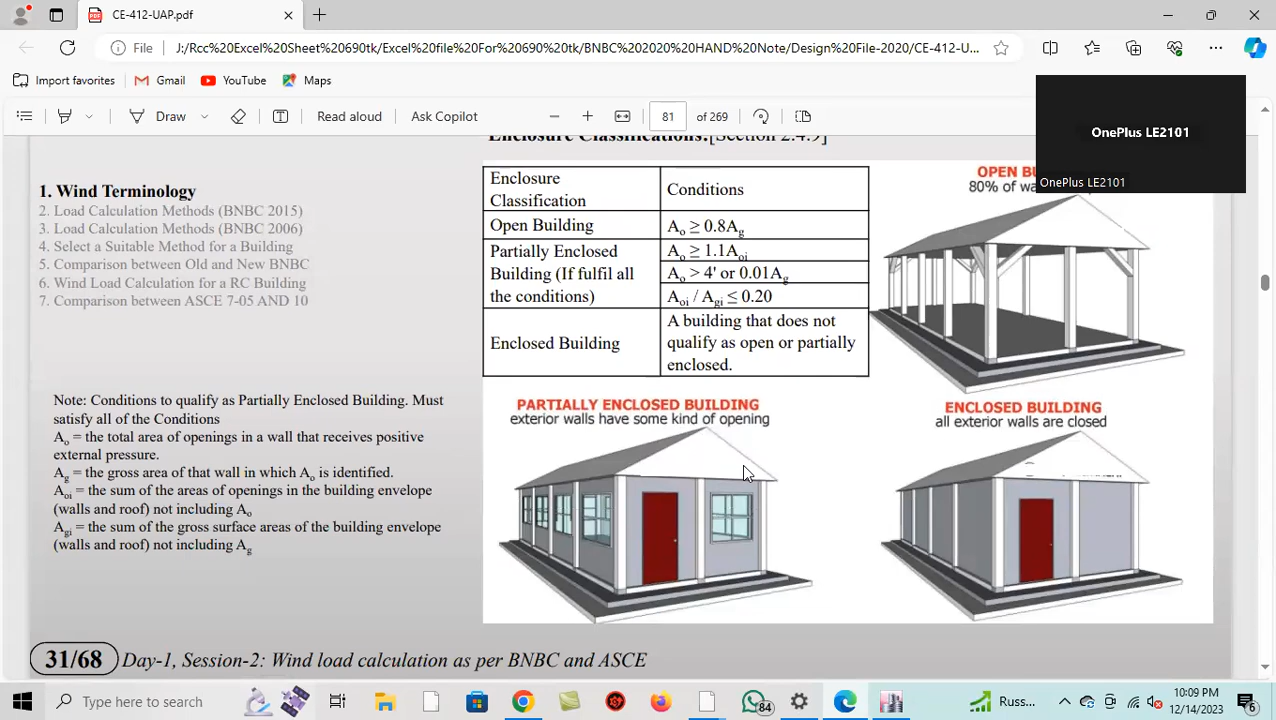 CE-412-UAP.pdf
File J:/Rcc%20Excel%20Sheet%20690tk/Excel%20file%20For%20690%20tk/BNBC%202020%20HAND%20Note/Design%20File-2020/CE-412-U...
Import favorites Gmail YouTube Maps
Draw Read aloud Ask Copilot 81 of 269
OnePlus LE2101
OnePlus LE2101
Enclosure Classifications:[Section 2.4.9]
1. Wind Terminology
2. Load Calculation Methods (BNBC 2015)
3. Load Calculation Methods (BNBC 2006)
4. Select a Suitable Method for a Building
5. Comparison between Old and New BNBC
6. Wind Load Calculation for a RC Building
7. Comparison between ASCE 7-05 AND 10
Note: Conditions to qualify as Partially Enclosed Building. Must
satisfy all of the Conditions
Ao = the total area of openings in a wall that receives positive
external pressure.
Ag = the gross area of that wall in which Ao is identified.
Aoi = the sum of the areas of openings in the building envelope
(walls and roof) not including Ao
Agi = the sum of the gross surface areas of the building envelope
(walls and roof) not including Ag
Enclosure
Classification
Conditions
Open Building
Ao ≥ 0.8Ag
Partially Enclosed
Building (If fulfil all
the conditions)
Ao ≥ 1.1Aoi
Ao > 4' or 0.01Ag
Aoi / Agi ≤ 0.20
Enclosed Building
A building that does not
qualify as open or partially
enclosed.
OPEN BU
80% of wa
PARTIALLY ENCLOSED BUILDING
exterior walls have some kind of opening
ENCLOSED BUILDING
all exterior walls are closed
31/68 Day-1, Session-2: Wind load calculation as per BNBC and ASCE
Type here to search
84
Russ...
10:09 PM
12/14/2023
6